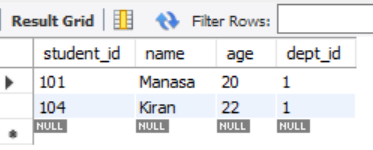 Result Grid Filter Rows:
student_id name age dept_id
101 Manasa 20 1
104 Kiran 22 1
NULL NULL NULL NULL